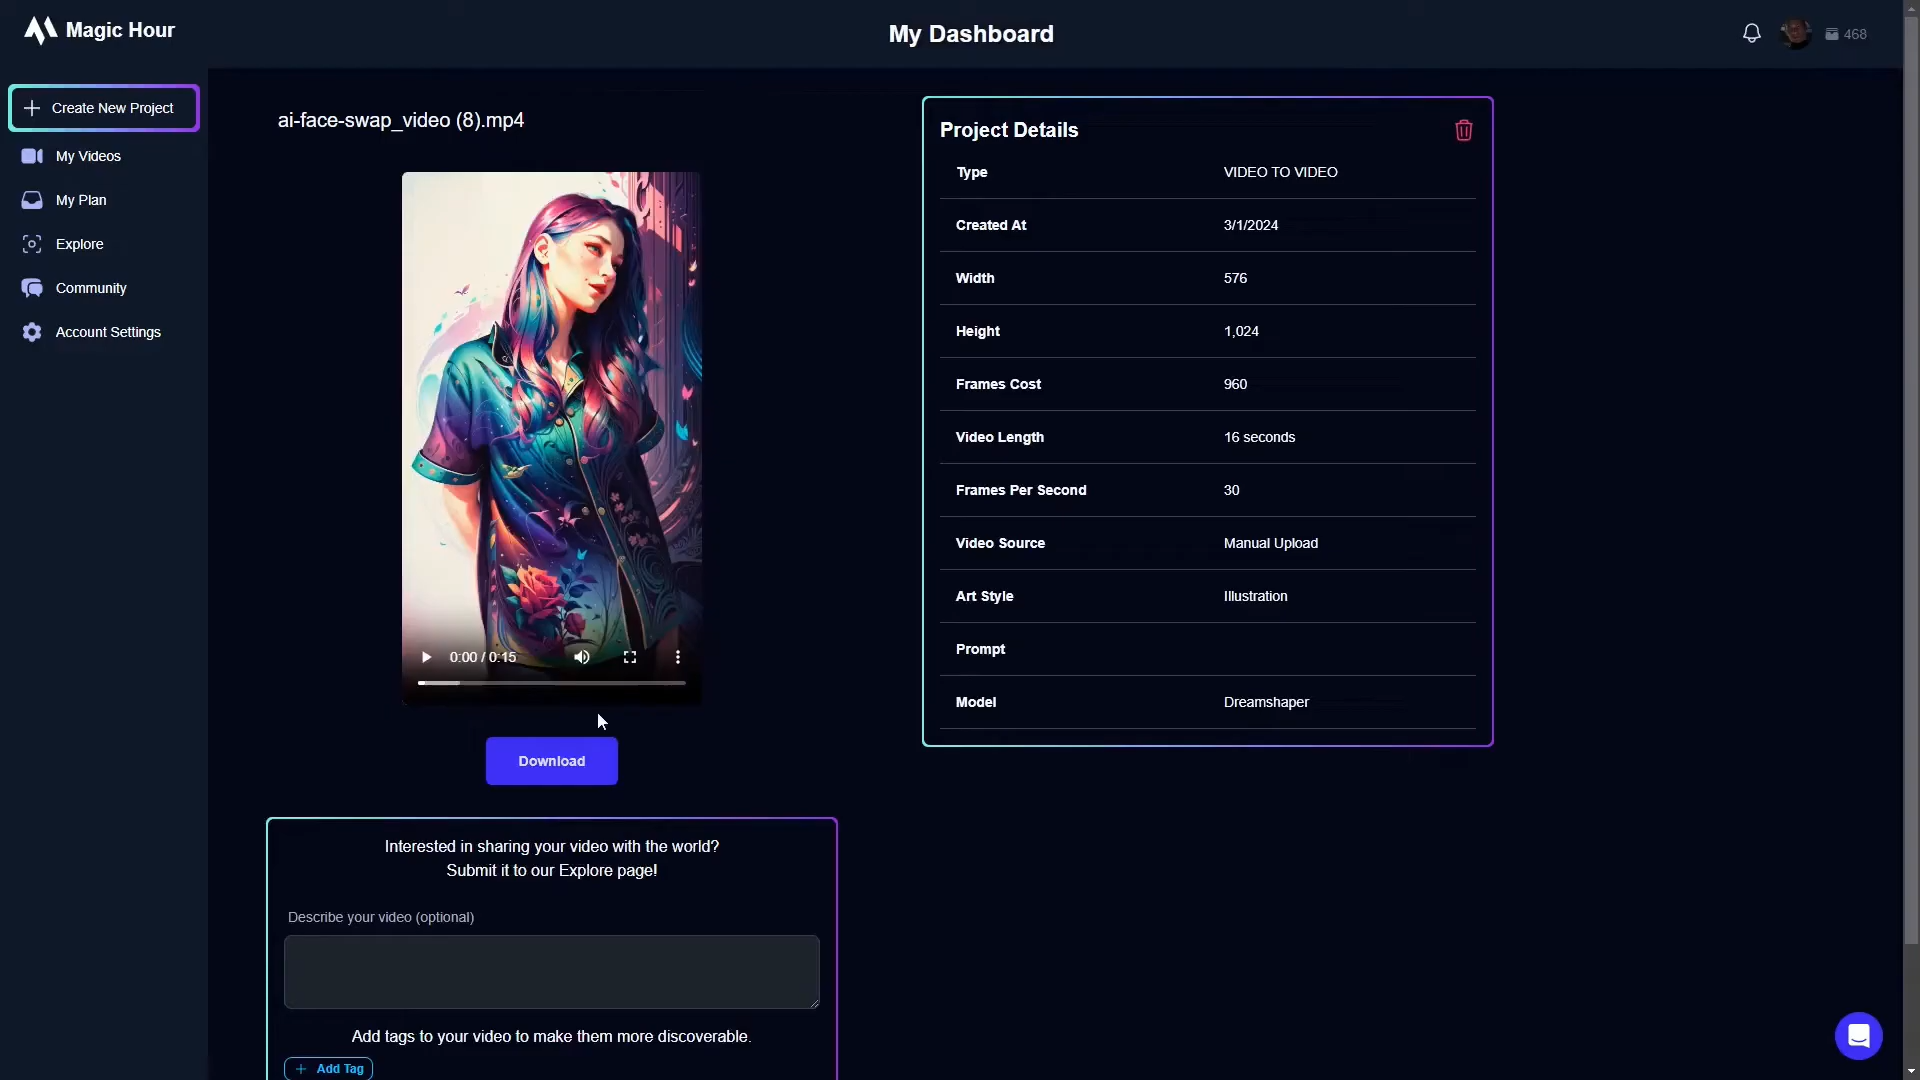 Magic Hour
My Dashboard
468
Create New Project
My Videos
My Plan
Explore
Community
Account Settings
ai-face-swap_video (8).mp4
0:00 / 0:15
Download
Interested in sharing your video with the world?
Submit it to our Explore page!
Describe your video (optional)
Add tags to your video to make them more discoverable.
+ Add Tag
Project Details
Type VIDEO TO VIDEO
Created At 3/1/2024
Width 576
Height 1,024
Frames Cost 960
Video Length 16 seconds
Frames Per Second 30
Video Source Manual Upload
Art Style Illustration
Prompt
Model Dreamshaper